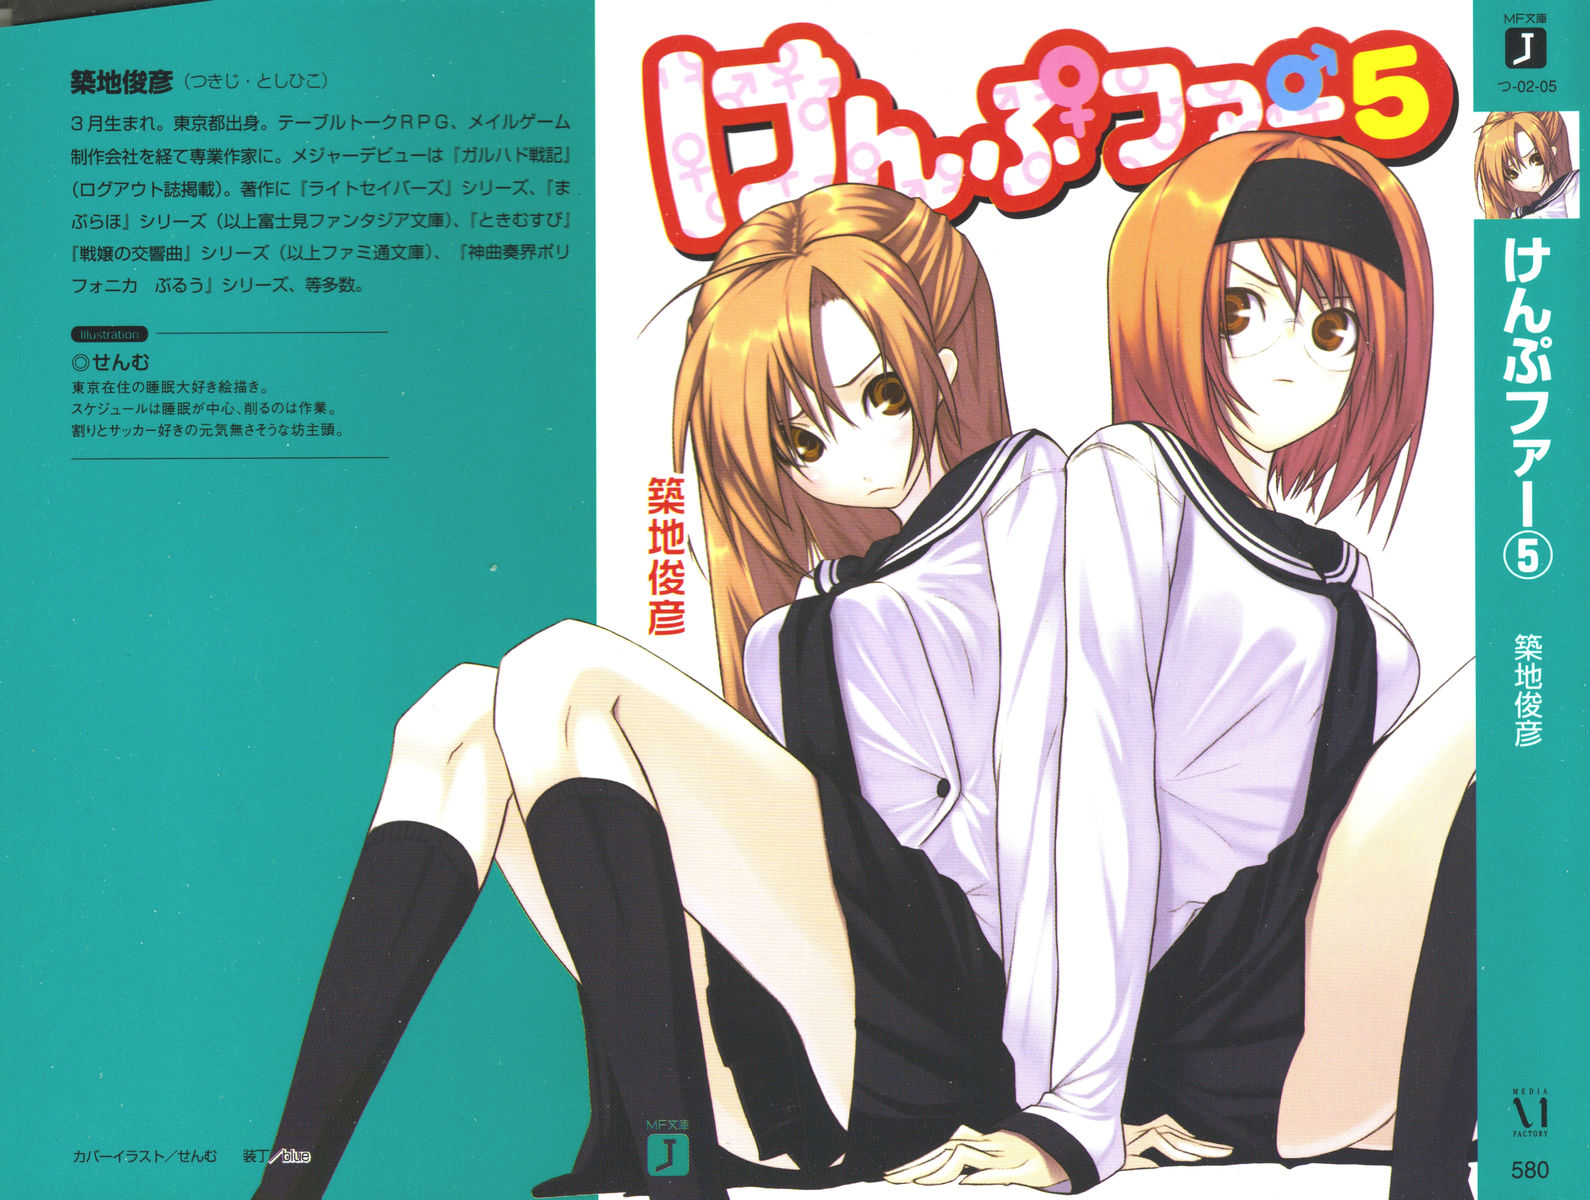 築地俊彦（つきじ・としひこ）
3月生まれ。東京都出身。テーブルトークRPG、メイルゲーム
制作会社を経て専業作家に。メジャーデビューは『ガルハド戦記』
（ログアウト誌掲載）。著作に『ライトセイバーズ』シリーズ、『ま
ぶらほ』シリーズ（以上富士見ファンタジア文庫）、『ときむすび』
『戦嬢の交響曲』シリーズ（以上ファミ通文庫）、『神曲奏界ポリ
フォニカ　ぶるう』シリーズ、等多数。
Illustration
◎せんむ
東京在住の睡眠大好き絵描き。
スケジュールは睡眠が中心、削るのは作業。
割りとサッカー好きの元気無さそうな坊主頭。
カバーイラスト／せんむ　装丁／blue
けんぷファー5
築地俊彦
MF文庫
J
MF文庫
J
つ-02-05
けんぷファー⑤
築地俊彦
MEDIA
FACTORY
580